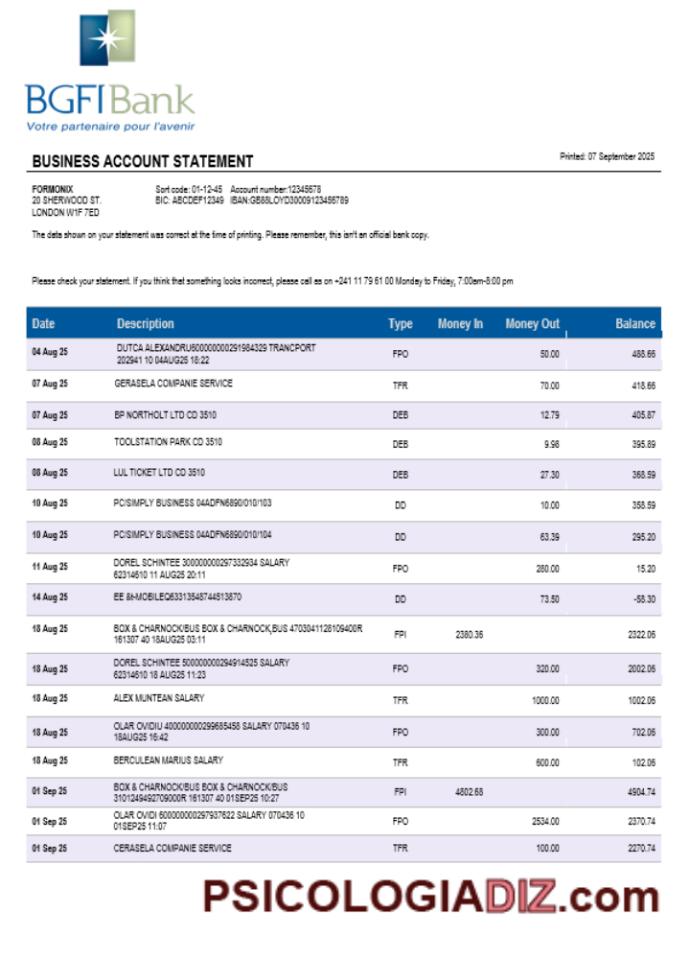 BGFIBank
Votre partenaire pour l'avenir
BUSINESS ACCOUNT STATEMENT
Printed: 07 September 2025
FORMONIX Sort code: 01-12-45 Account number:12345678
20 SHERWOOD ST. BIC: ABCDEF12349 IBAN:GB88LOYD30009123456789
LONDON W1F 7ED
The data shown on your statement was correct at the time of printing. Please remember, this isn't an official bank copy.
Please check your statement. If you think that something looks incorrect, please call as on +241 11 79 61 00 Monday to Friday, 7:00am-8:00 pm
Date Description Type Money In Money Out Balance
04 Aug 25 DUTCA ALEXANDRU600000000291984329 TRANCPORT
202941 10 04AUG25 18:22 FPO 50.00 488.66
07 Aug 25 GERASELA COMPANIE SERVICE TFR 70.00 418.66
07 Aug 25 BP NORTHOLT LTD CD 3510 DEB 12.79 405.87
08 Aug 25 TOOLSTATION PARK CD 3510 DEB 9.98 395.89
08 Aug 25 LUL TICKET LTD CD 3510 DEB 27.30 368.59
10 Aug 25 PC/SIMPLY BUSINESS 04ADFN6890/010/103 DD 10.00 358.59
10 Aug 25 PC/SIMPLY BUSINESS 04ADFN6890/010/104 DD 63.39 295.20
11 Aug 25 DOREL SCHINTEE 300000000297332934 SALARY
62314610 11 AUG25 20:11 FPO 280.00 15.20
14 Aug 25 EE &t-MOBILEQ63313548744513870 DD 73.50 -58.30
18 Aug 25 BOX & CHARNOCK/BUS BOX & CHARNOCK,BUS 4703041128109400R
161307 40 18AUG25 03:11 FPI 2380.36 2322.06
18 Aug 25 DOREL SCHINTEE 500000000294914525 SALARY
62314610 18 AUG25 11:23 FPO 320.00 2002.06
18 Aug 25 ALEX MUNTEAN SALARY TFR 1000.00 1002.06
18 Aug 25 OLAR OVIDIU 400000000299685458 SALARY 070436 10
18AUG25 16:42 FPO 300.00 702.06
18 Aug 25 BERCULEAN MARIUS SALARY TFR 600.00 102.06
01 Sep 25 BOX & CHARNOCK/BUS BOX & CHARNOCK/BUS
3101249492709000R 161307 40 01SEP25 10:27 FPI 4802.68 4904.74
01 Sep 25 OLAR OVIDI 600000000297937622 SALARY 070436 10
01SEP25 11:07 FPO 2534.00 2370.74
01 Sep 25 CERASELA COMPANIE SERVICE TFR 100.00 2270.74
PSICOLOGIADIZ.com